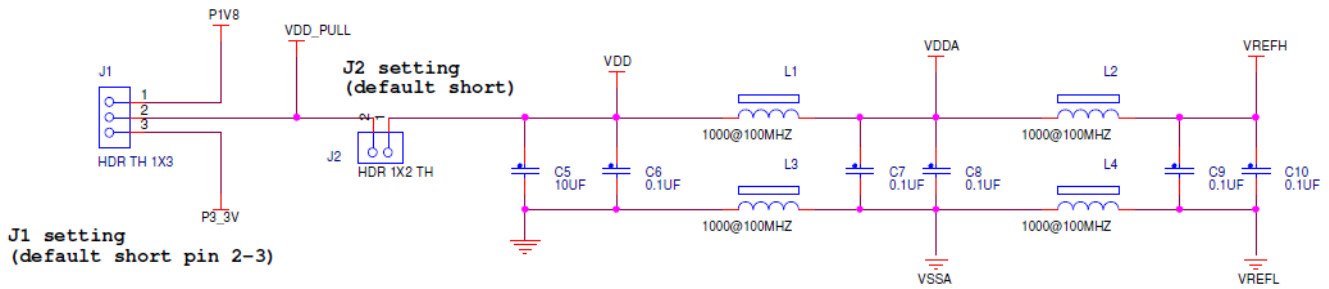 P1V8
VDD_PULL
J1
1
2
3
HDR TH 1X3
P3_3V
J1 setting
(default short pin 2-3)
J2 setting
(default short)
2
1
J2
HDR 1X2 TH
VDD
C5
10UF
C6
0.1UF
L1
1000@100MHZ
L3
1000@100MHZ
VDDA
C7
0.1UF
C8
0.1UF
VSSA
L2
1000@100MHZ
L4
1000@100MHZ
VREFH
C9
0.1UF
C10
0.1UF
VREFL